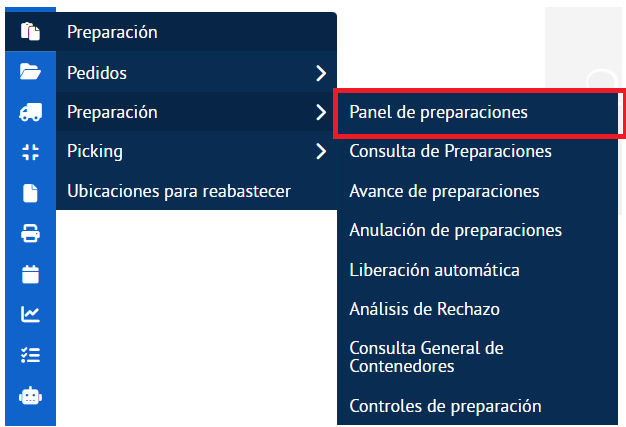 Preparación
Pedidos
Preparación
Picking
Ubicaciones para reabastecer
Panel de preparaciones
Consulta de Preparaciones
Avance de preparaciones
Anulación de preparaciones
Liberación automática
Análisis de Rechazo
Consulta General de
Contenedores
Controles de preparación